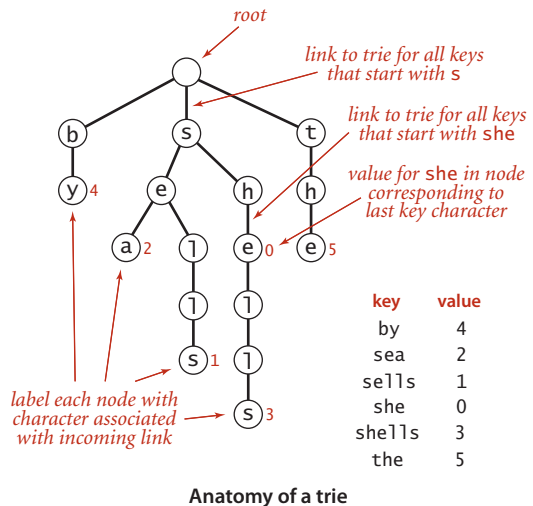 root
link to trie for all keys
that start with s
link to trie for all keys
that start with she
b
s
t
value for she in node
corresponding to
last key character
y 4
e
h
h
a 2
l
e 0
e 5
l
l
s 1
l
s 3
label each node with
character associated
with incoming link
key value
by 4
sea 2
sells 1
she 0
shells 3
the 5
Anatomy of a trie